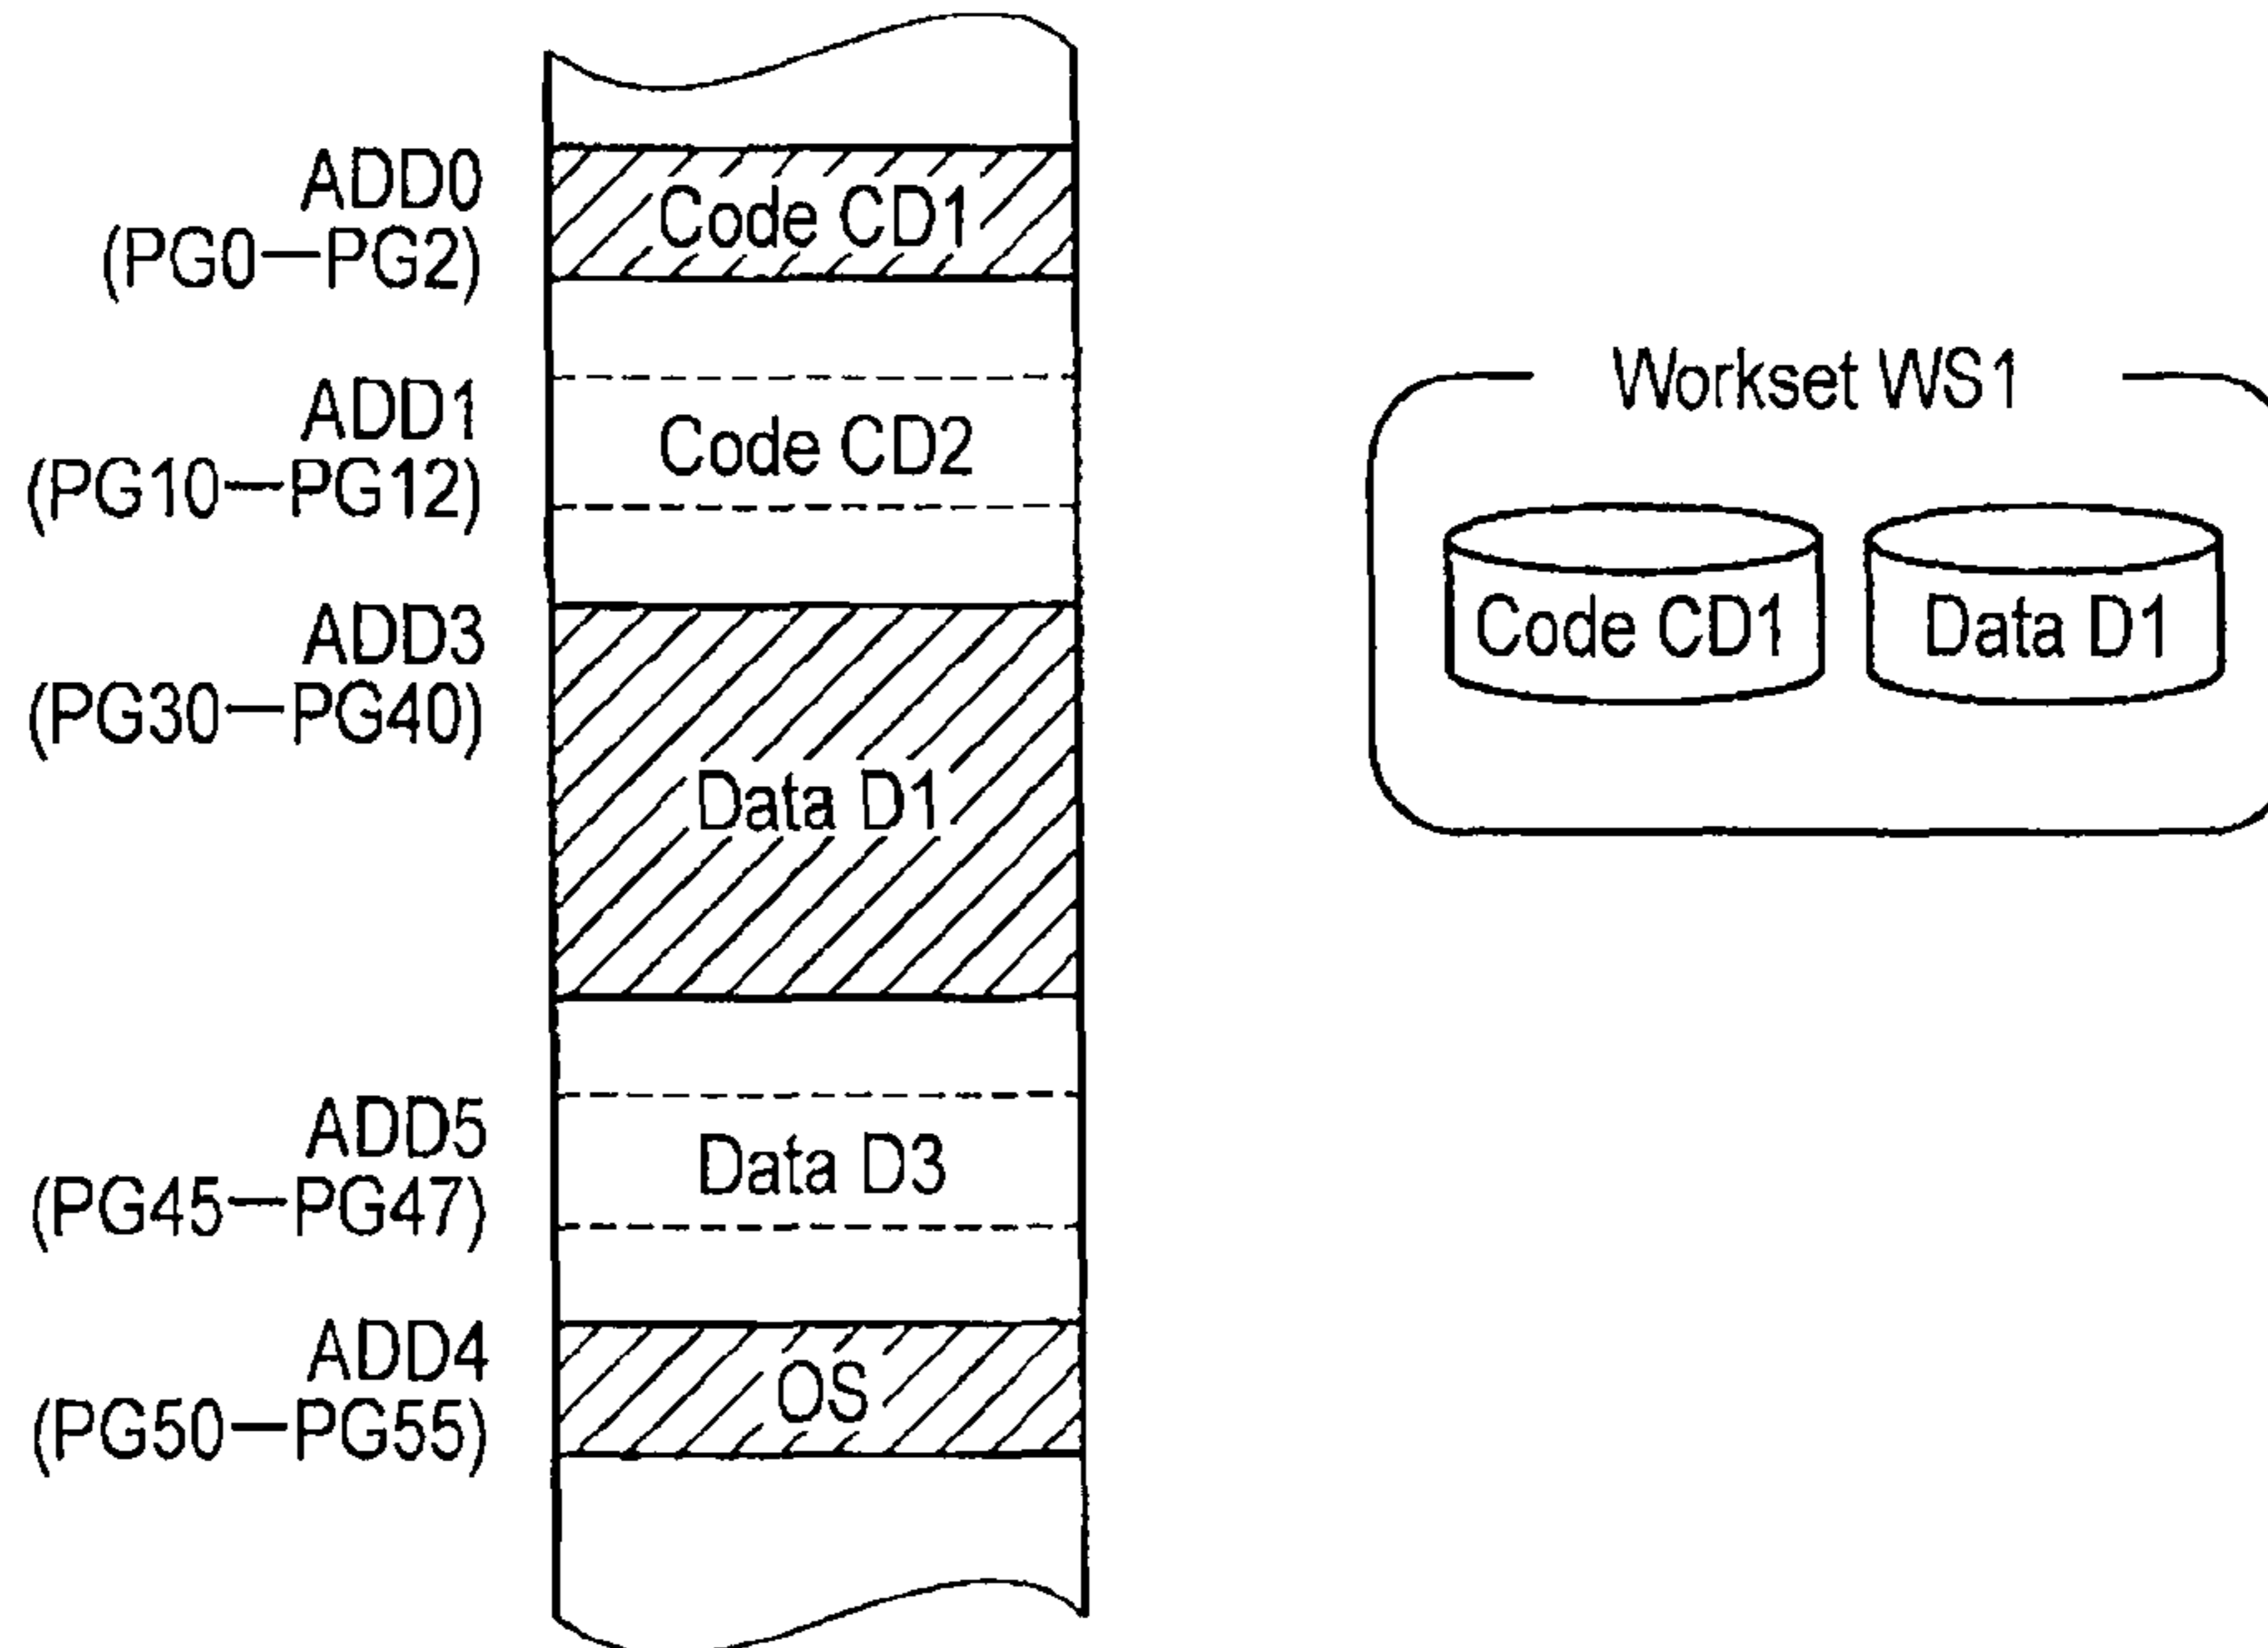 ADD0
(PG0—PG2)
Code CD1
ADD1
(PG10—PG12)
Code CD2
ADD3
(PG30—PG40)
Data D1
ADD5
(PG45—PG47)
Data D3
ADD4
(PG50—PG55)
OS
Workset WS1
Code CD1
Data D1